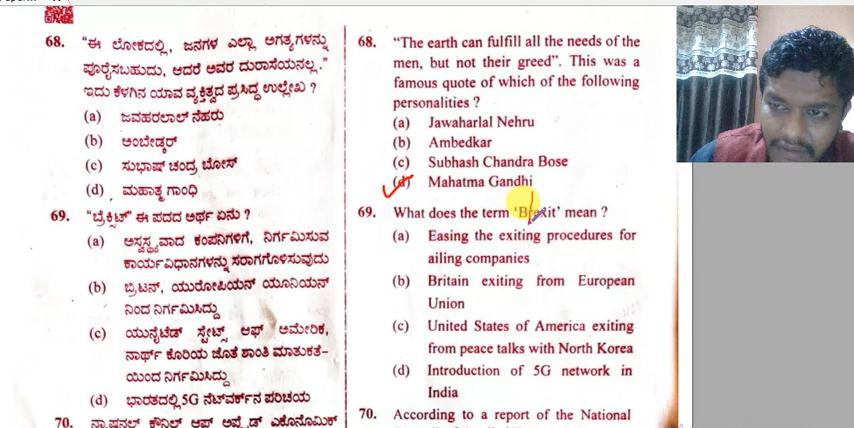 68. "ಈ ಲೋಕದಲ್ಲಿ, ಜನಗಳ ಎಲ್ಲಾ ಅಗತ್ಯಗಳನ್ನು
ಪೂರೈಸಬಹುದು, ಆದರೆ ಅವರ ದುರಾಸೆಯನಲ್ಲ."
ಇದು ಕೆಳಗಿನ ಯಾವ ವ್ಯಕ್ತಿತ್ವದ ಪ್ರಸಿದ್ಧ ಉಲ್ಲೇಖ ?
(a) ಜವಹರಲಾಲ್ ನೆಹರು
(b) ಅಂಬೇಡ್ಕರ್
(c) ಸುಭಾಷ್ ಚಂದ್ರ ಬೋಸ್
(d) ಮಹಾತ್ಮ ಗಾಂಧಿ
69. "ಬ್ರೆಕ್ಸಿಟ್" ಈ ಪದದ ಅರ್ಥ ಏನು ?
(a) ಅಸ್ವಸ್ಥವಾದ ಕಂಪನಿಗಳಿಗೆ, ನಿರ್ಗಮಿಸುವ
ಕಾರ್ಯವಿಧಾನಗಳನ್ನು ಸರಾಗಗೊಳಿಸುವುದು
(b) ಬ್ರಿಟನ್, ಯುರೋಪಿಯನ್ ಯೂನಿಯನ್
ನಿಂದ ನಿರ್ಗಮಿಸಿದ್ದು
(c) ಯುನೈಟೆಡ್ ಸ್ಟೇಟ್ಸ್ ಆಫ್ ಅಮೇರಿಕ,
ನಾರ್ಥ್ ಕೊರಿಯ ಜೊತೆ ಶಾಂತಿ ಮಾತುಕತೆ-
ಯಿಂದ ನಿರ್ಗಮಿಸಿದ್ದು
(d) ಭಾರತದಲ್ಲಿ 5G ನೆಟ್‌ವರ್ಕ್‌ನ ಪರಿಚಯ
70. ನ್ಯಾಷನಲ್ ಕೌನ್ಸಿಲ್ ಆಫ್ ಅಪ್ಲೈಡ್ ಎಕೊನೊಮಿಕ್
68. "The earth can fulfill all the needs of the
men, but not their greed". This was a
famous quote of which of the following
personalities ?
(a) Jawaharlal Nehru
(b) Ambedkar
(c) Subhash Chandra Bose
(d) Mahatma Gandhi
69. What does the term 'Brexit' mean ?
(a) Easing the exiting procedures for
ailing companies
(b) Britain exiting from European
Union
(c) United States of America exiting
from peace talks with North Korea
(d) Introduction of 5G network in
India
70. According to a report of the National